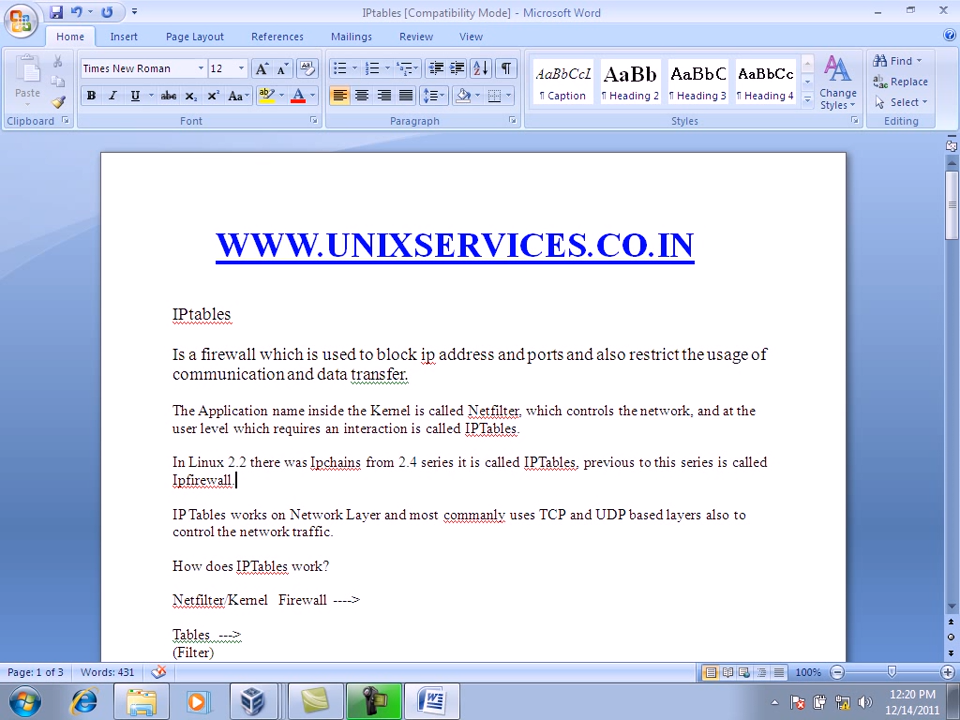 IPtables [Compatibility Mode] - Microsoft Word
Home Insert Page Layout References Mailings Review View
Paste
Clipboard
Times New Roman 12
B I U abc X₂ X² Aa A
Font
Paragraph
AaBbCcI AaBb AaBbC AaBbCc
¶ Caption ¶ Heading 2 ¶ Heading 3 ¶ Heading 4
Change
Styles
Styles
Find
Replace
Select
Editing
WWW.UNIXSERVICES.CO.IN
IPtables
Is a firewall which is used to block ip address and ports and also restrict the usage of
communication and data transfer.
The Application name inside the Kernel is called Netfilter, which controls the network, and at the
user level which requires an interaction is called IPTables.
In Linux 2.2 there was Ipchains from 2.4 series it is called IPTables, previous to this series is called
Ipfirewall.
IP Tables works on Network Layer and most commanly uses TCP and UDP based layers also to
control the network traffic.
How does IPTables work?
Netfilter/Kernel Firewall ---->
Tables --->
(Filter)
Page: 1 of 3 Words: 431 100%
12:20 PM
12/14/2011